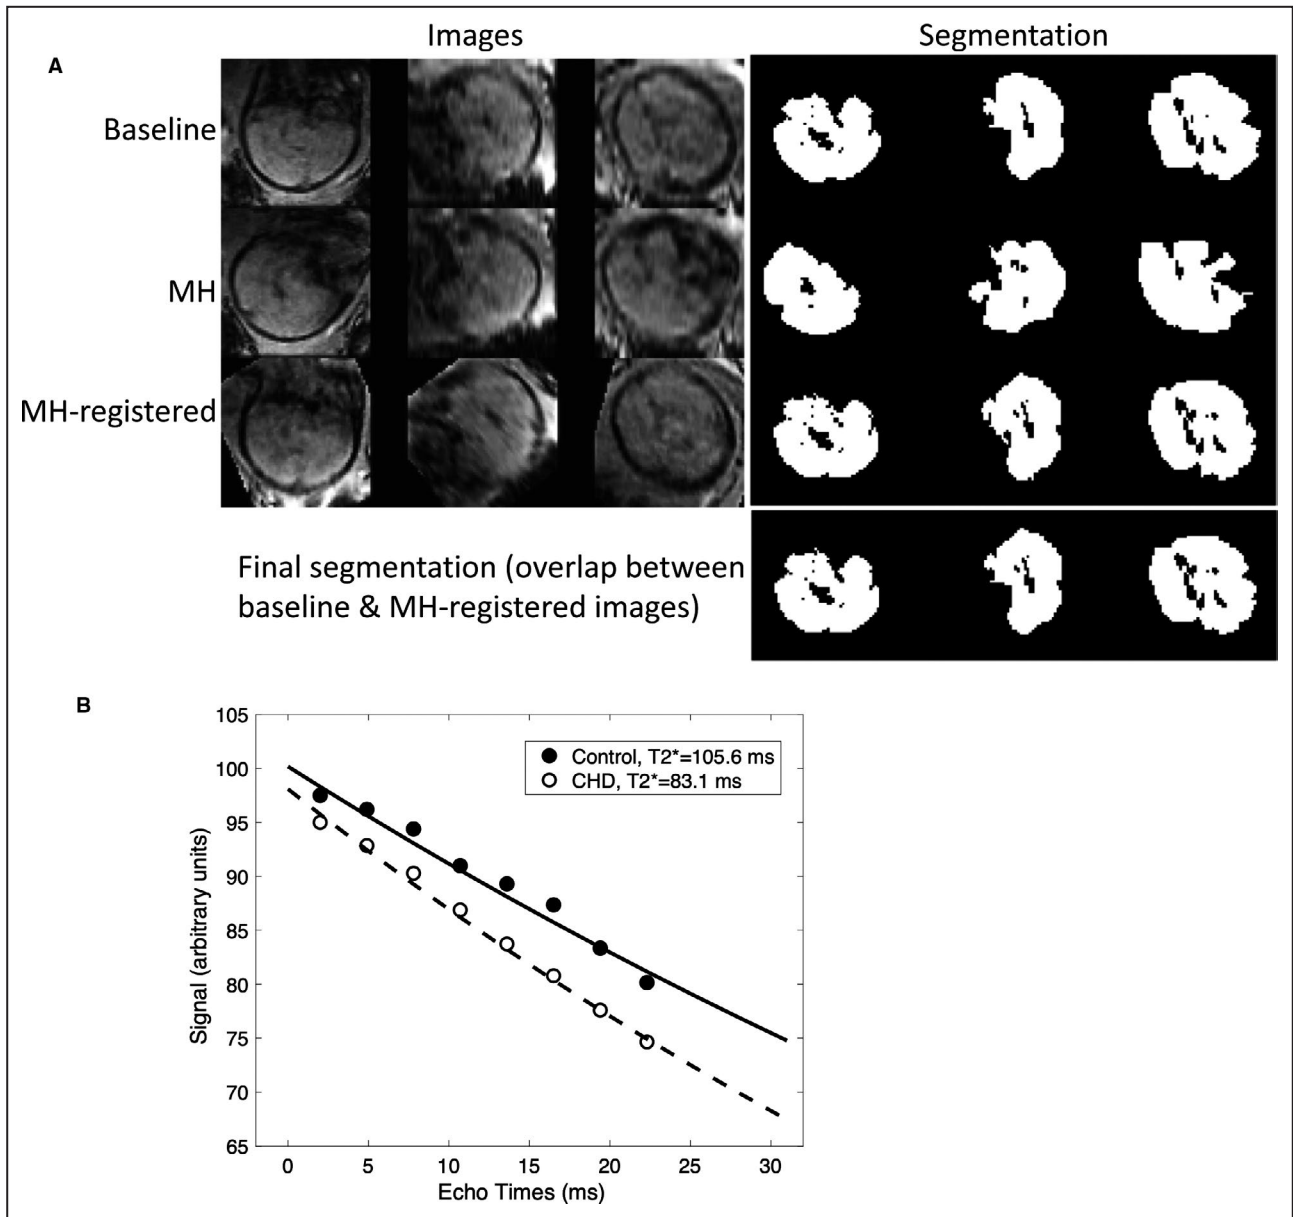 Images Segmentation
A
Baseline
MH
MH-registered
Final segmentation (overlap between
baseline & MH-registered images)
B
105
100
95
90
85
80
75
70
65
Signal (arbitrary units)
Control, T2*=105.6 ms
CHD, T2*=83.1 ms
0 5 10 15 20 25 30
Echo Times (ms)